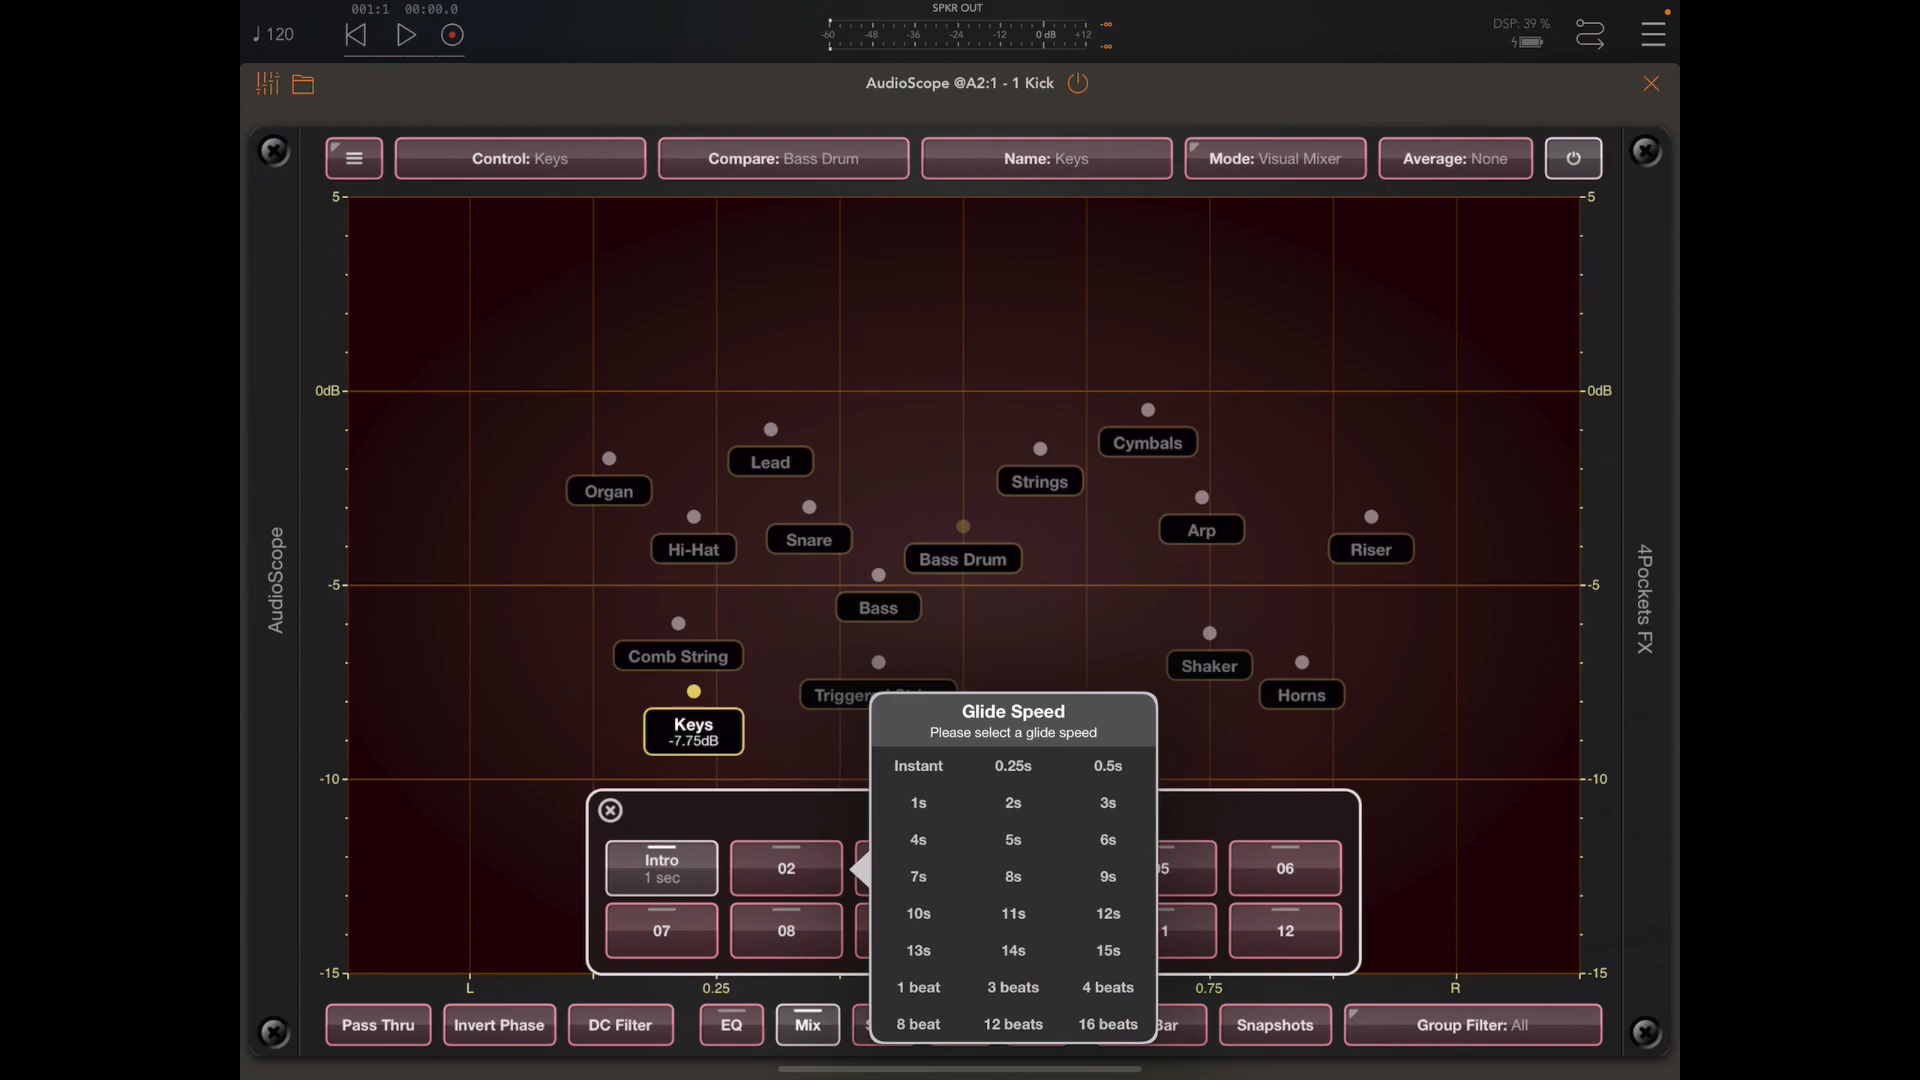 001:1 00:00.0
120
SPKR OUT
-60 -48 -36 -24 -12 0 dB +12
-∞
-∞
DSP: 39 %
AudioScope @A2:1 - 1 Kick
Control: Keys
Compare: Bass Drum
Name: Keys
Mode: Visual Mixer
Average: None
5
5
0dB
0dB
Cymbals
Lead
Strings
Organ
Arp
Snare
Hi-Hat
Riser
Bass Drum
-5
-5
Bass
Comb String
Shaker
Horns
Keys
-7.75dB
AudioScope
4Pockets FX
-10
-10
Glide Speed
Please select a glide speed
Instant 0.25s 0.5s
1s 2s 3s
4s 5s 6s
7s 8s 9s
10s 11s 12s
13s 14s 15s
1 beat 3 beats 4 beats
8 beat 12 beats 16 beats
Intro
1 sec
02
06
07
08
12
-15
-15
L 0.25 0.75 R
Pass Thru
Invert Phase
DC Filter
EQ
Mix
Snapshots
Group Filter: All